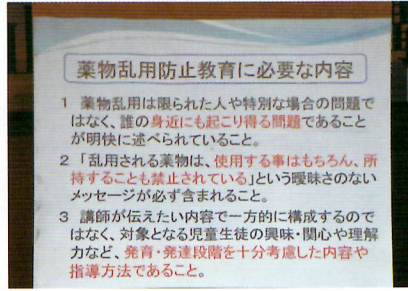 薬物乱用防止教育に必要な内容
1 薬物乱用は限られた人や特別な場合の問題で
はなく、誰の身近にも起こり得る問題であること
が明快に述べられていること。
2 「乱用される薬物は、使用する事はもちろん、所
持することも禁止されている」という曖昧さのない
メッセージが必ず含まれること。
3 講師が伝えたい内容で一方的に構成するので
はなく、対象となる児童生徒の興味・関心や理解
力など、発育・発達段階を十分考慮した内容や
指導方法であること。